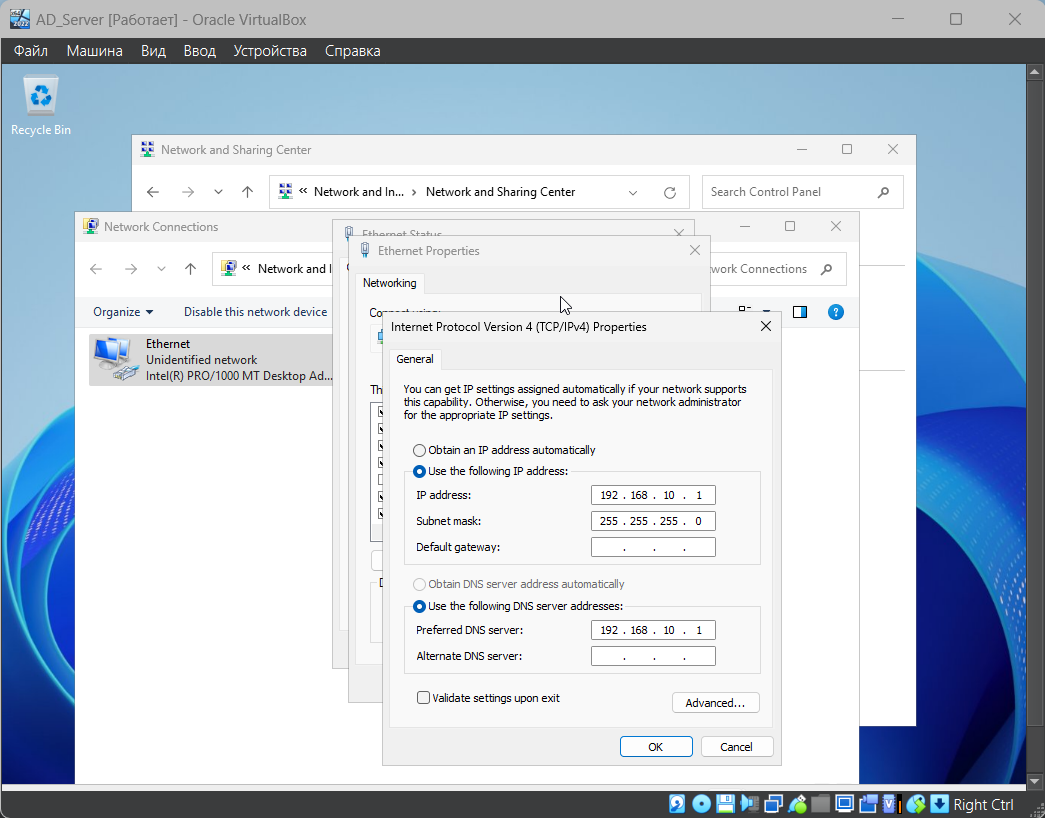 AD_Server [Работает] - Oracle VirtualBox
Файл Машина Вид Ввод Устройства Справка
Recycle Bin
Network and Sharing Center
« Network and In... › Network and Sharing Center
Search Control Panel
Network Connections
Ethernet Status
Ethernet Properties
« Network and I
work Connections
Networking
Organize
Disable this network device
Connect using:
Ethernet
Unidentified network
Intel(R) PRO/1000 MT Desktop Ad...
Internet Protocol Version 4 (TCP/IPv4) Properties
General
You can get IP settings assigned automatically if your network supports
this capability. Otherwise, you need to ask your network administrator
for the appropriate IP settings.
Obtain an IP address automatically
Use the following IP address:
IP address: 192 . 168 . 10 . 1
Subnet mask: 255 . 255 . 255 . 0
Default gateway: . . .
Obtain DNS server address automatically
Use the following DNS server addresses:
Preferred DNS server: 192 . 168 . 10 . 1
Alternate DNS server: . . .
Validate settings upon exit
Advanced...
OK
Cancel
Right Ctrl